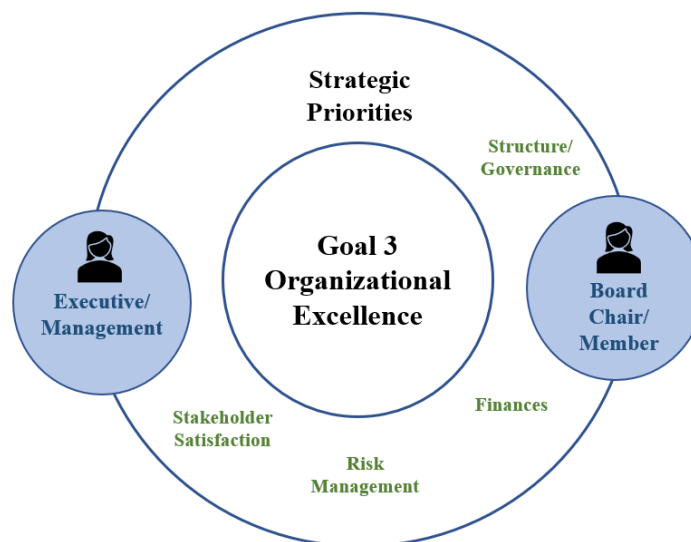 Strategic
Priorities
Structure/
Governance
Goal 3
Organizational
Excellence
Executive/
Management
Board
Chair/
Member
Finances
Stakeholder
Satisfaction
Risk
Management